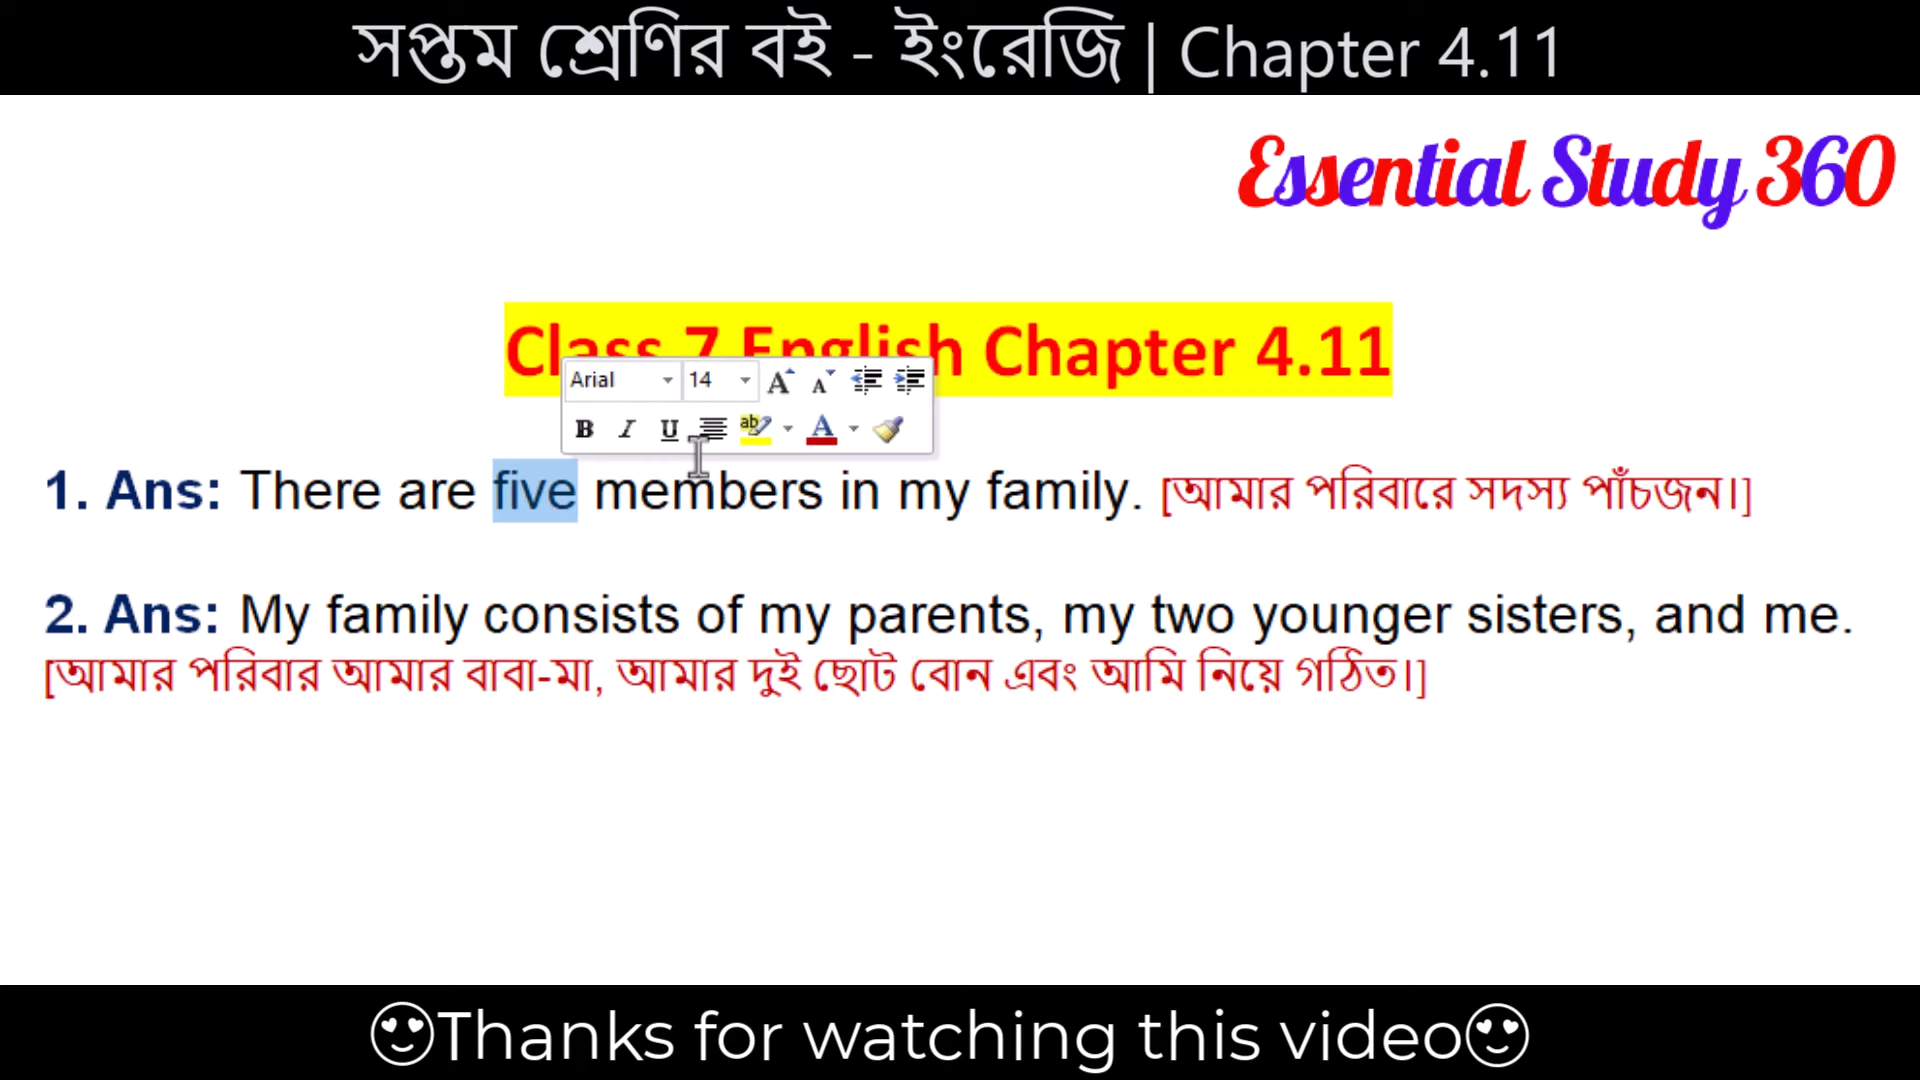 সপ্তম শ্রেণির বই - ইংরেজি | Chapter 4.11
Essential Study 360
Class 7 English Chapter 4.11
Arial 14
B I U ab A
1. Ans: There are five members in my family. [আমার পরিবারে সদস্য পাঁচজন।]
2. Ans: My family consists of my parents, my two younger sisters, and me.
[আমার পরিবার আমার বাবা-মা, আমার দুই ছোট বোন এবং আমি নিয়ে গঠিত।]
Thanks for watching this video